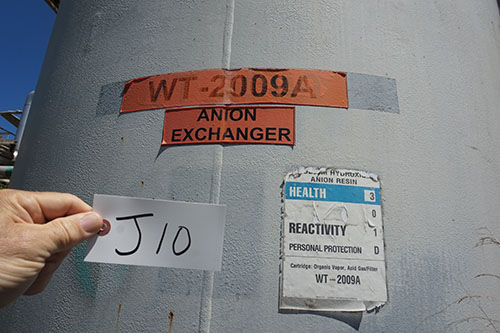 WT-2009A
ANION
EXCHANGER
HYDROXIDE
ANION RESIN
HEALTH 3
0
REACTIVITY 1
PERSONAL PROTECTION D
Cartridge: Organic Vapor, Acid Gas/Filter
WT-2009A
J10